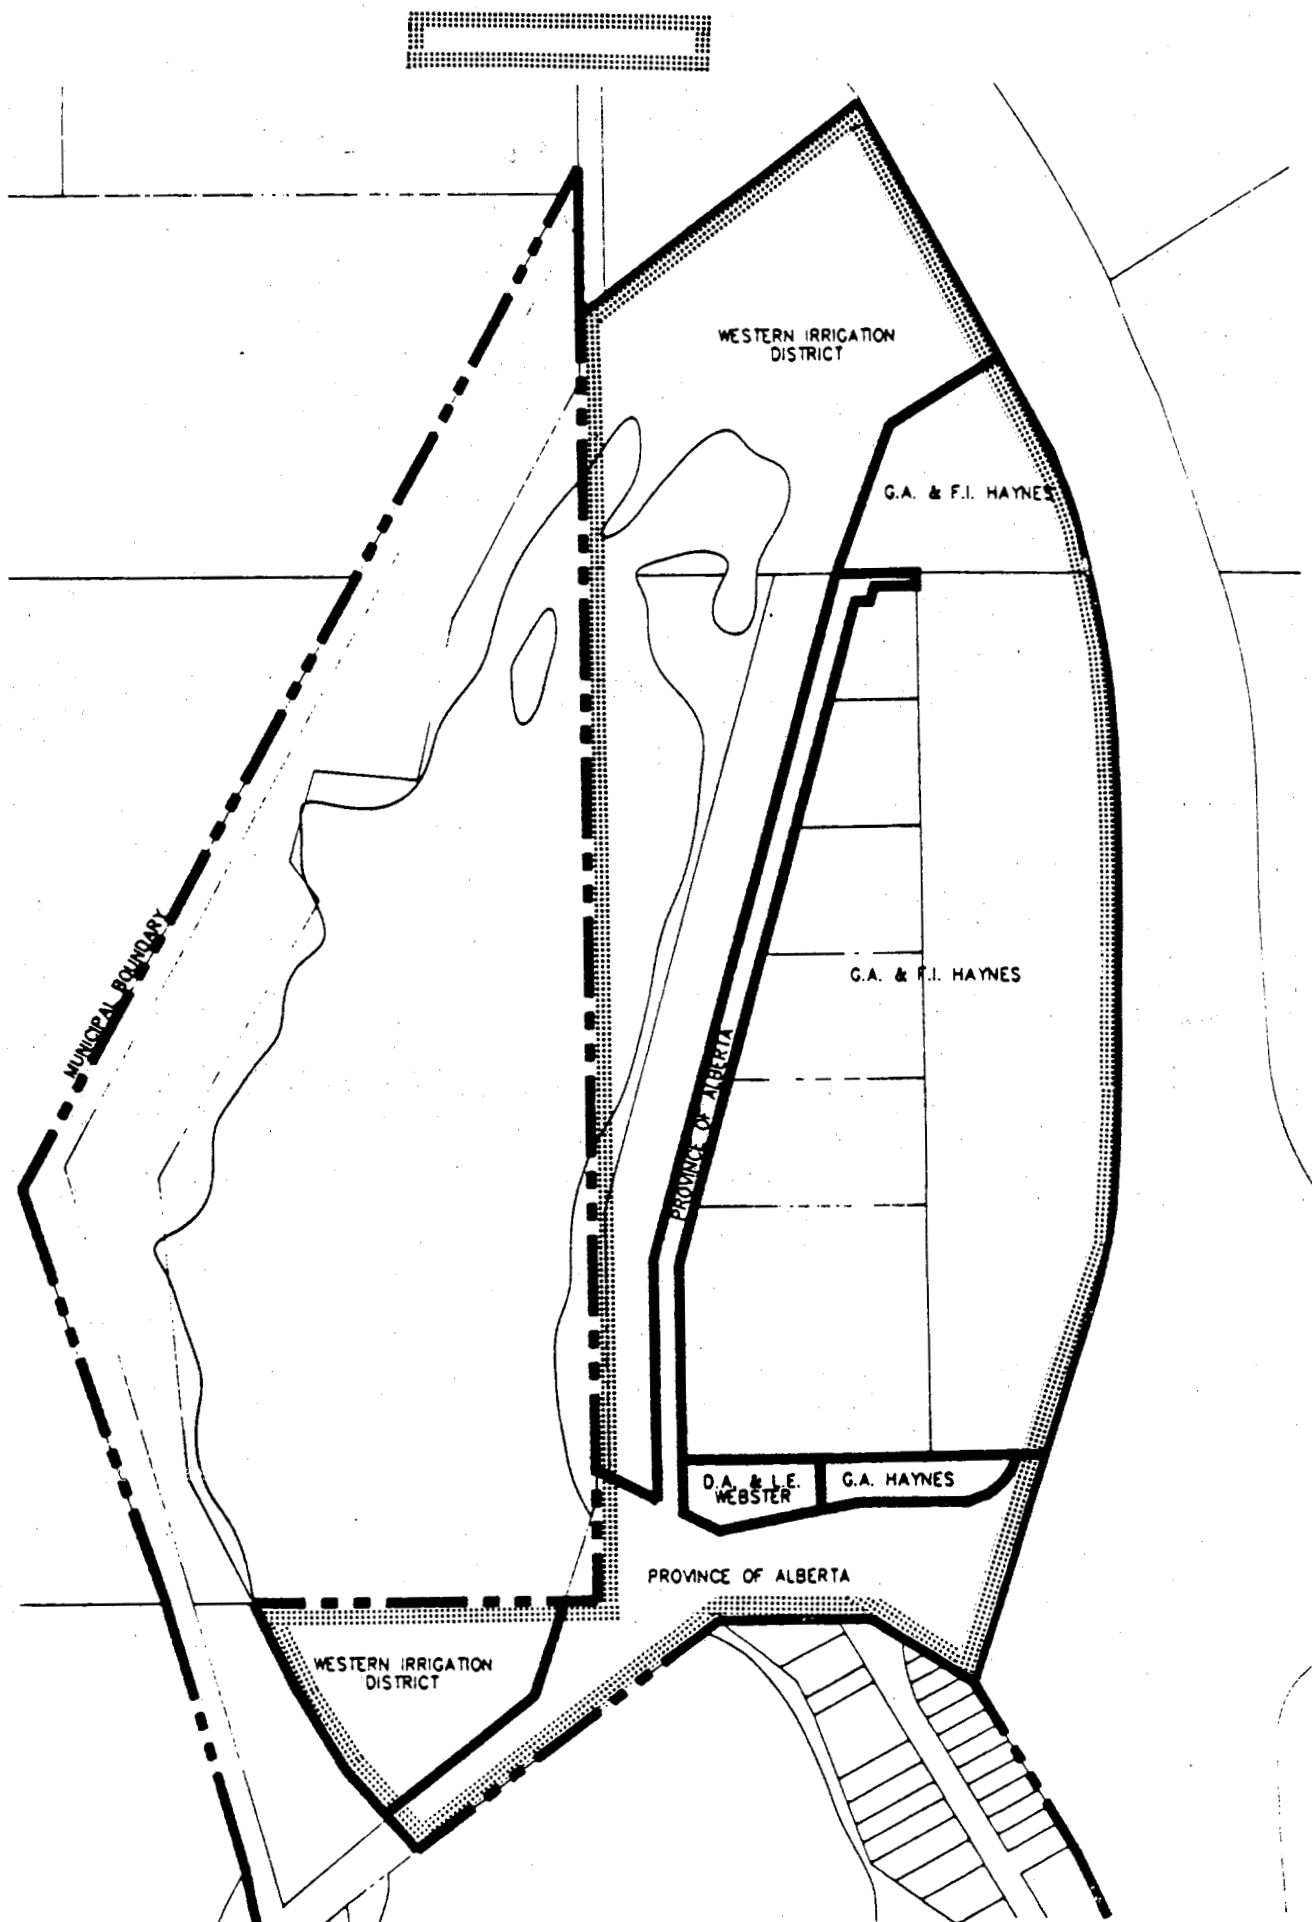 WESTERN IRRIGATION
DISTRICT
G.A. & F.I. HAYNES
MUNICIPAL BOUNDARY
G.A. & F.I. HAYNES
PROVINCE OF ALBERTA
D.A. & L.E.
WEBSTER
G.A. HAYNES
PROVINCE OF ALBERTA
WESTERN IRRIGATION
DISTRICT